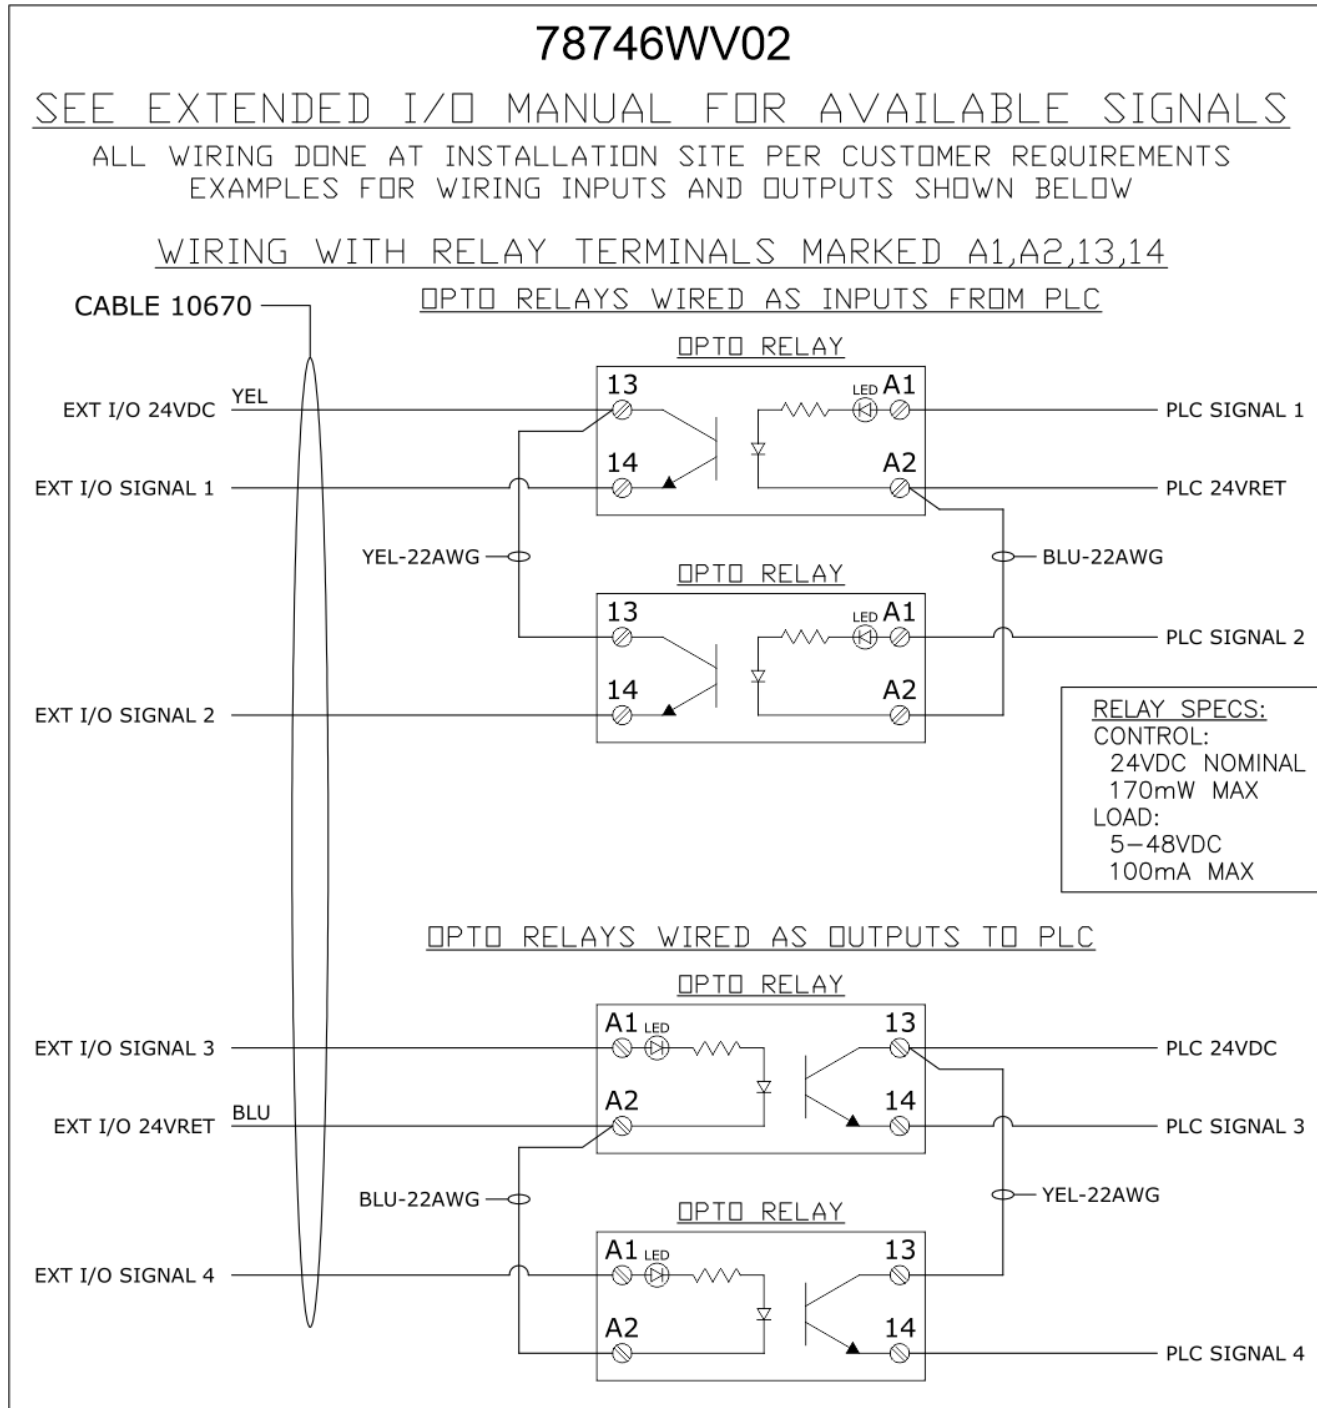 78746WV02
SEE EXTENDED I/O MANUAL FOR AVAILABLE SIGNALS
ALL WIRING DONE AT INSTALLATION SITE PER CUSTOMER REQUIREMENTS
EXAMPLES FOR WIRING INPUTS AND OUTPUTS SHOWN BELOW
WIRING WITH RELAY TERMINALS MARKED A1,A2,13,14
CABLE 10670
OPTO RELAYS WIRED AS INPUTS FROM PLC
OPTO RELAY
13
LED A1
EXT I/O 24VDC
YEL
PLC SIGNAL 1
14
A2
EXT I/O SIGNAL 1
PLC 24VRET
YEL-22AWG
BLU-22AWG
OPTO RELAY
13
LED A1
PLC SIGNAL 2
14
A2
EXT I/O SIGNAL 2
RELAY SPECS:
CONTROL:
24VDC NOMINAL
170mW MAX
LOAD:
5-48VDC
100mA MAX
OPTO RELAYS WIRED AS OUTPUTS TO PLC
OPTO RELAY
A1 LED
13
EXT I/O SIGNAL 3
PLC 24VDC
A2
14
EXT I/O 24VRET
BLU
PLC SIGNAL 3
BLU-22AWG
YEL-22AWG
OPTO RELAY
A1 LED
13
EXT I/O SIGNAL 4
A2
14
PLC SIGNAL 4